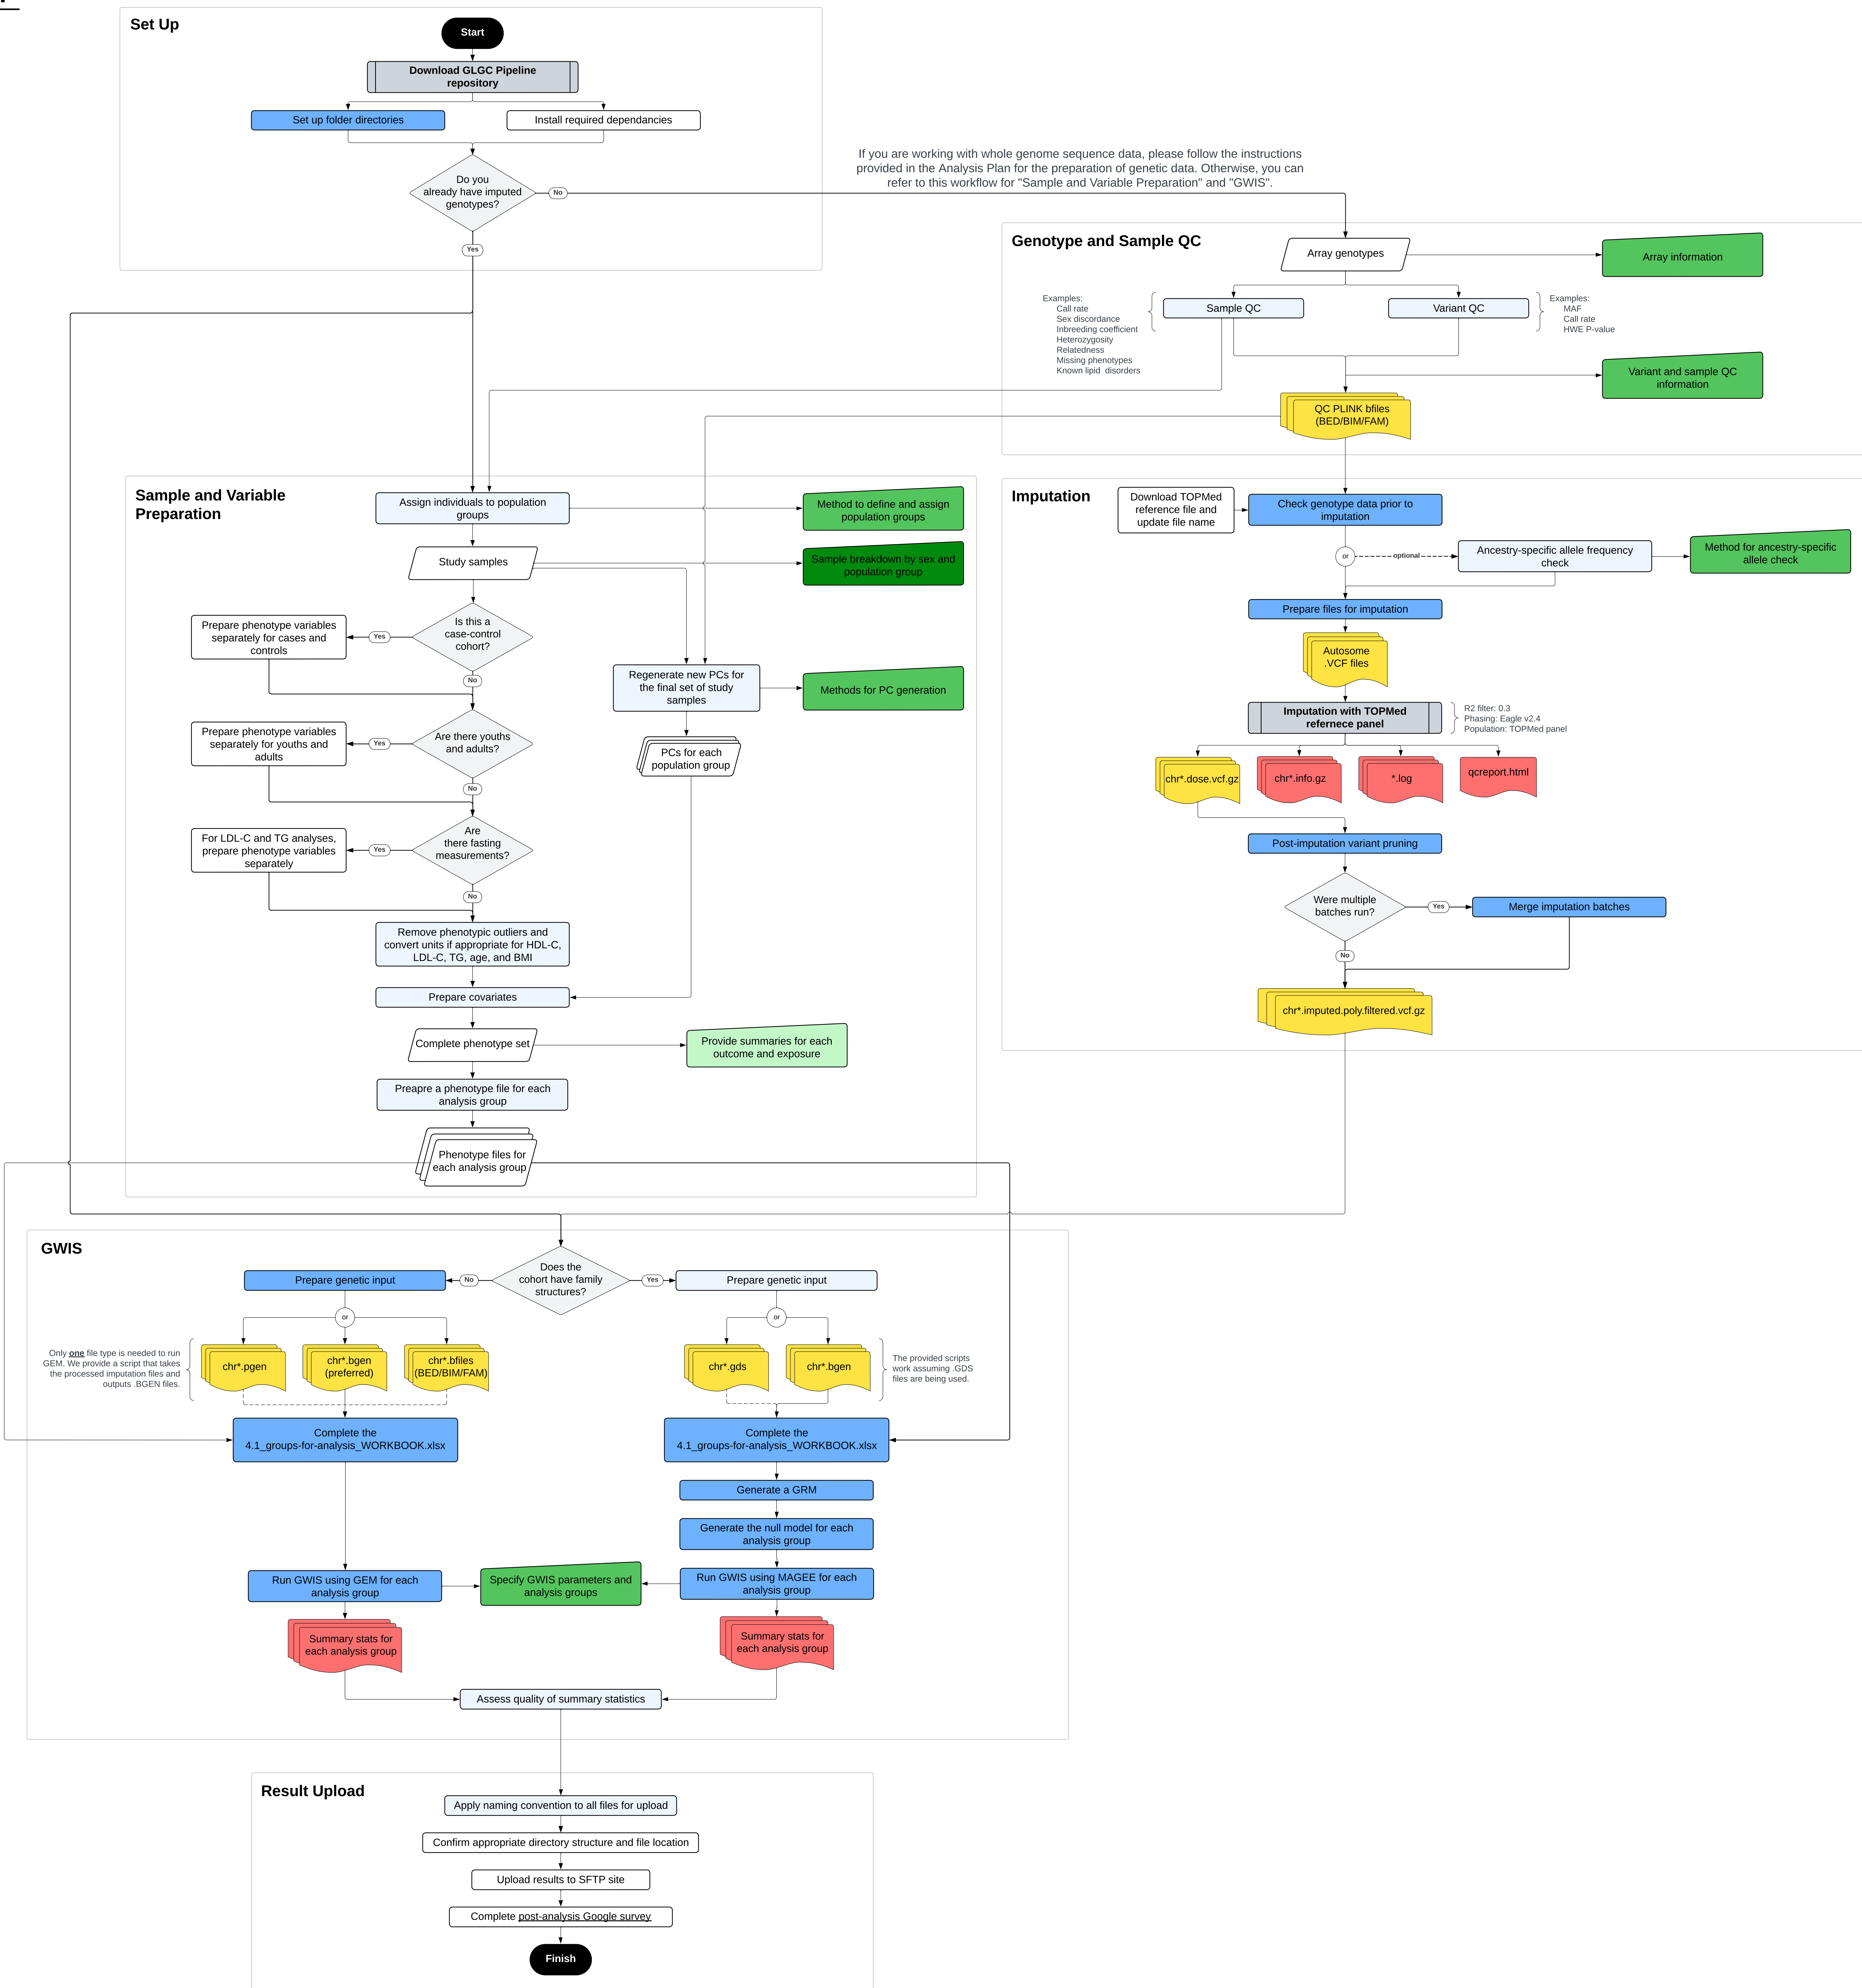 Set Up
Start
Download GLGC Pipeline
repository
Set up folder directories
Install required dependancies
Do you
already have imputed
genotypes?
No
Yes
If you are working with whole genome sequence data, please follow the instructions
provided in the Analysis Plan for the preparation of genetic data. Otherwise, you can
refer to this workflow for "Sample and Variable Preparation" and "GWIS".
Genotype and Sample QC
Array genotypes
Array information
Examples:
Call rate
Sex discordance
Inbreeding coefficient
Heterozygosity
Relatedness
Missing phenotypes
Known lipid disorders
Sample QC
Variant QC
Examples:
MAF
Call rate
HWE P-value
Variant and sample QC
information
QC PLINK bfiles
(BED/BIM/FAM)
Sample and Variable
Preparation
Assign individuals to population
groups
Method to define and assign
population groups
Study samples
Sample breakdown by sex and
population group
Is this a
case-control
cohort?
Yes
Prepare phenotype variables
separately for cases and
controls
No
Regenerate new PCs for
the final set of study
samples
Methods for PC generation
Are there youths
and adults?
Yes
Prepare phenotype variables
separately for youths and
adults
No
PCs for each
population group
Are
there fasting
measurements?
Yes
For LDL-C and TG analyses,
prepare phenotype variables
separately
No
Remove phenotypic outliers and
convert units if appropriate for HDL-C,
LDL-C, TG, age, and BMI
Prepare covariates
Complete phenotype set
Provide summaries for each
outcome and exposure
Preapre a phenotype file for each
analysis group
Phenotype files for
each analysis group
Imputation
Download TOPMed
reference file and
update file name
Check genotype data prior to
imputation
or
optional
Ancestry-specific allele frequency
check
Method for ancestry-specific
allele check
Prepare files for imputation
Autosome
.VCF files
Imputation with TOPMed
refernece panel
R2 filter: 0.3
Phasing: Eagle v2.4
Population: TOPMed panel
chr*.dose.vcf.gz
chr*.info.gz
*.log
qcreport.html
Post-imputation variant pruning
Were multiple
batches run?
Yes
Merge imputation batches
No
chr*.imputed.poly.filtered.vcf.gz
GWIS
Does the
cohort have family
structures?
No
Yes
Prepare genetic input
Prepare genetic input
or
or
Only one file type is needed to run
GEM. We provide a script that takes
the processed imputation files and
outputs .BGEN files.
chr*.pgen
chr*.bgen
(preferred)
chr*.bfiles
(BED/BIM/FAM)
chr*.gds
chr*.bgen
The provided scripts
work assuming .GDS
files are being used.
Complete the
4.1_groups-for-analysis_WORKBOOK.xlsx
Complete the
4.1_groups-for-analysis_WORKBOOK.xlsx
Generate a GRM
Generate the null model for each
analysis group
Run GWIS using GEM for each
analysis group
Specify GWIS parameters and
analysis groups
Run GWIS using MAGEE for each
analysis group
Summary stats for
each analysis group
Summary stats for
each analysis group
Assess quality of summary statistics
Result Upload
Apply naming convention to all files for upload
Confirm appropriate directory structure and file location
Upload results to SFTP site
Complete post-analysis Google survey
Finish